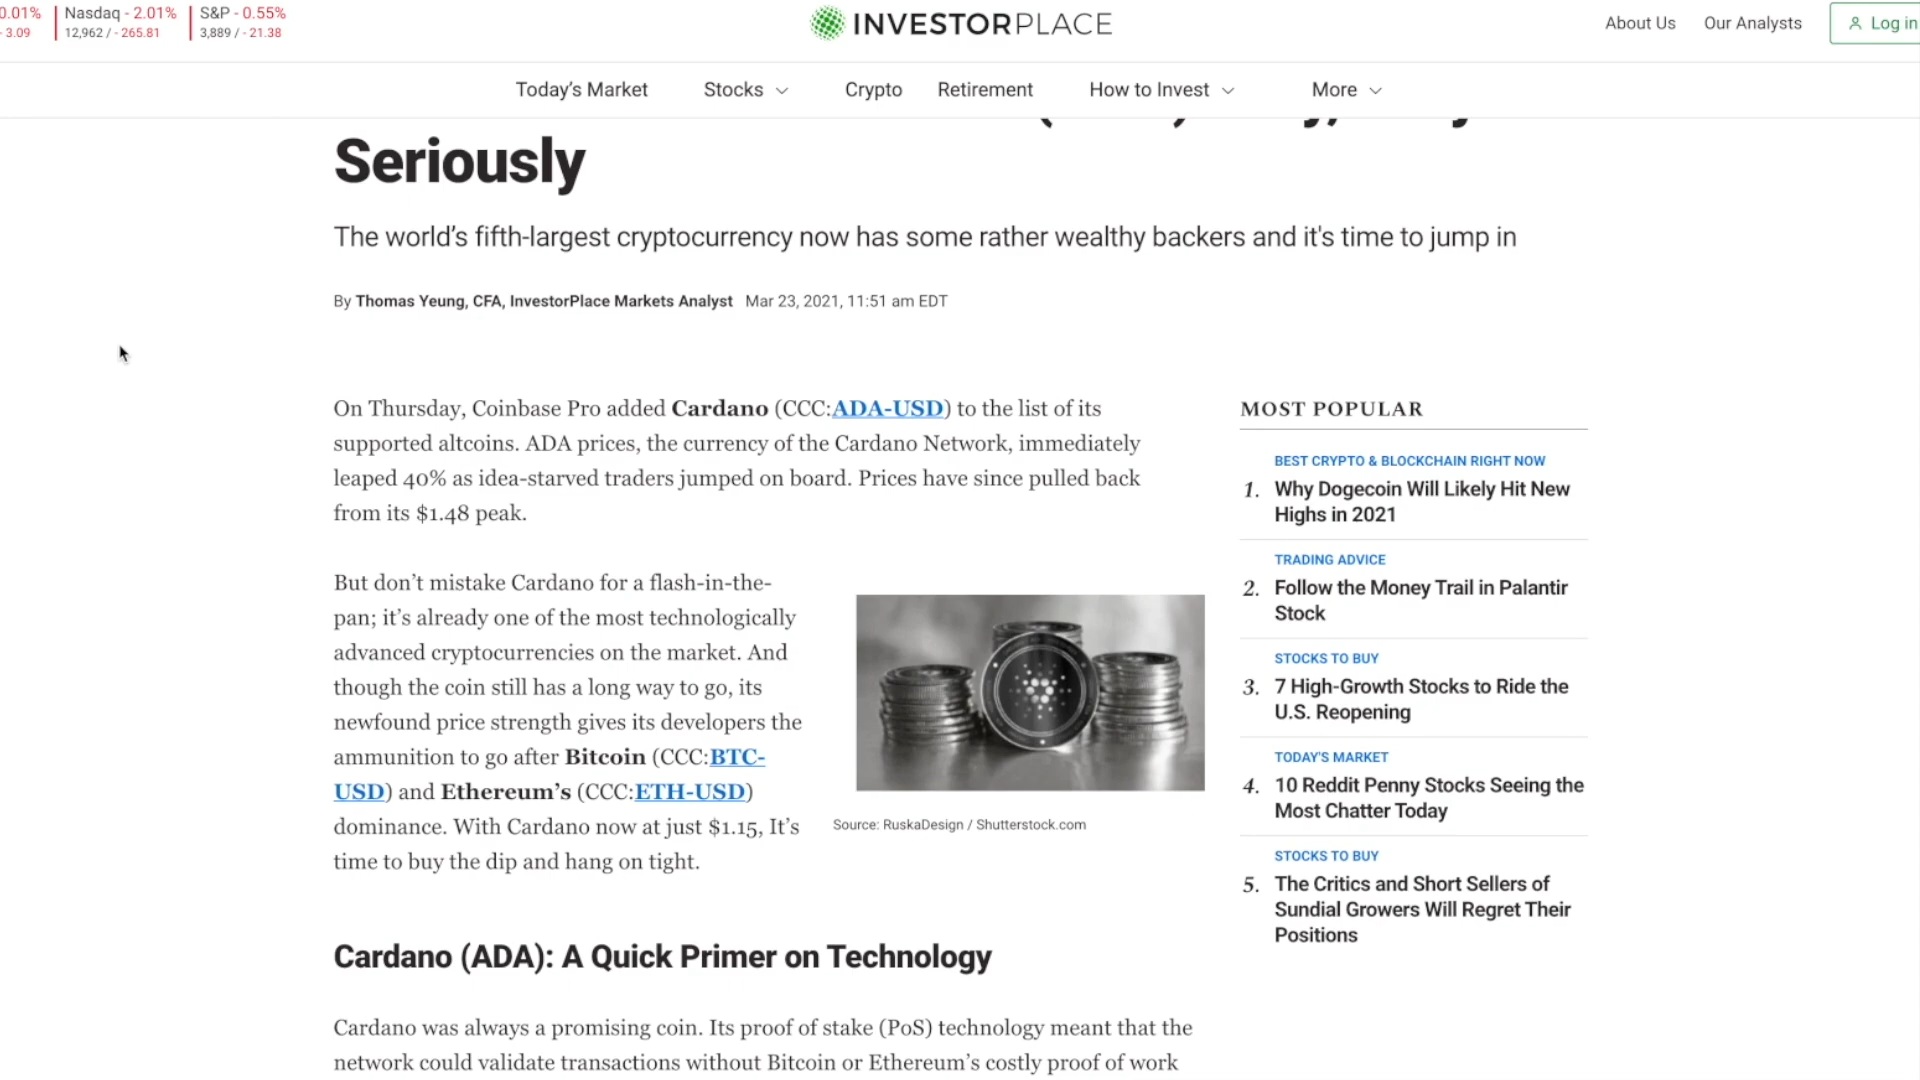 0.01%
- 3.09
Nasdaq - 2.01%
12,962 / - 265.81
S&P - 0.55%
3,889 / - 21.38
INVESTORPLACE
About Us
Our Analysts
Log in
Today's Market
Stocks
Crypto
Retirement
How to Invest
More
Seriously
The world's fifth-largest cryptocurrency now has some rather wealthy backers and it's time to jump in
By Thomas Yeung, CFA, InvestorPlace Markets Analyst Mar 23, 2021, 11:51 am EDT
On Thursday, Coinbase Pro added Cardano (CCC:ADA-USD) to the list of its
supported altcoins. ADA prices, the currency of the Cardano Network, immediately
leaped 40% as idea-starved traders jumped on board. Prices have since pulled back
from its $1.48 peak.
But don't mistake Cardano for a flash-in-the-
pan; it's already one of the most technologically
advanced cryptocurrencies on the market. And
though the coin still has a long way to go, its
newfound price strength gives its developers the
ammunition to go after Bitcoin (CCC:BTC-
USD) and Ethereum's (CCC:ETH-USD)
dominance. With Cardano now at just $1.15, It's
time to buy the dip and hang on tight.
Source: RuskaDesign / Shutterstock.com
Cardano (ADA): A Quick Primer on Technology
Cardano was always a promising coin. Its proof of stake (PoS) technology meant that the
network could validate transactions without Bitcoin or Ethereum's costly proof of work
MOST POPULAR
BEST CRYPTO & BLOCKCHAIN RIGHT NOW
1. Why Dogecoin Will Likely Hit New
Highs in 2021
TRADING ADVICE
2. Follow the Money Trail in Palantir
Stock
STOCKS TO BUY
3. 7 High-Growth Stocks to Ride the
U.S. Reopening
TODAY'S MARKET
4. 10 Reddit Penny Stocks Seeing the
Most Chatter Today
STOCKS TO BUY
5. The Critics and Short Sellers of
Sundial Growers Will Regret Their
Positions